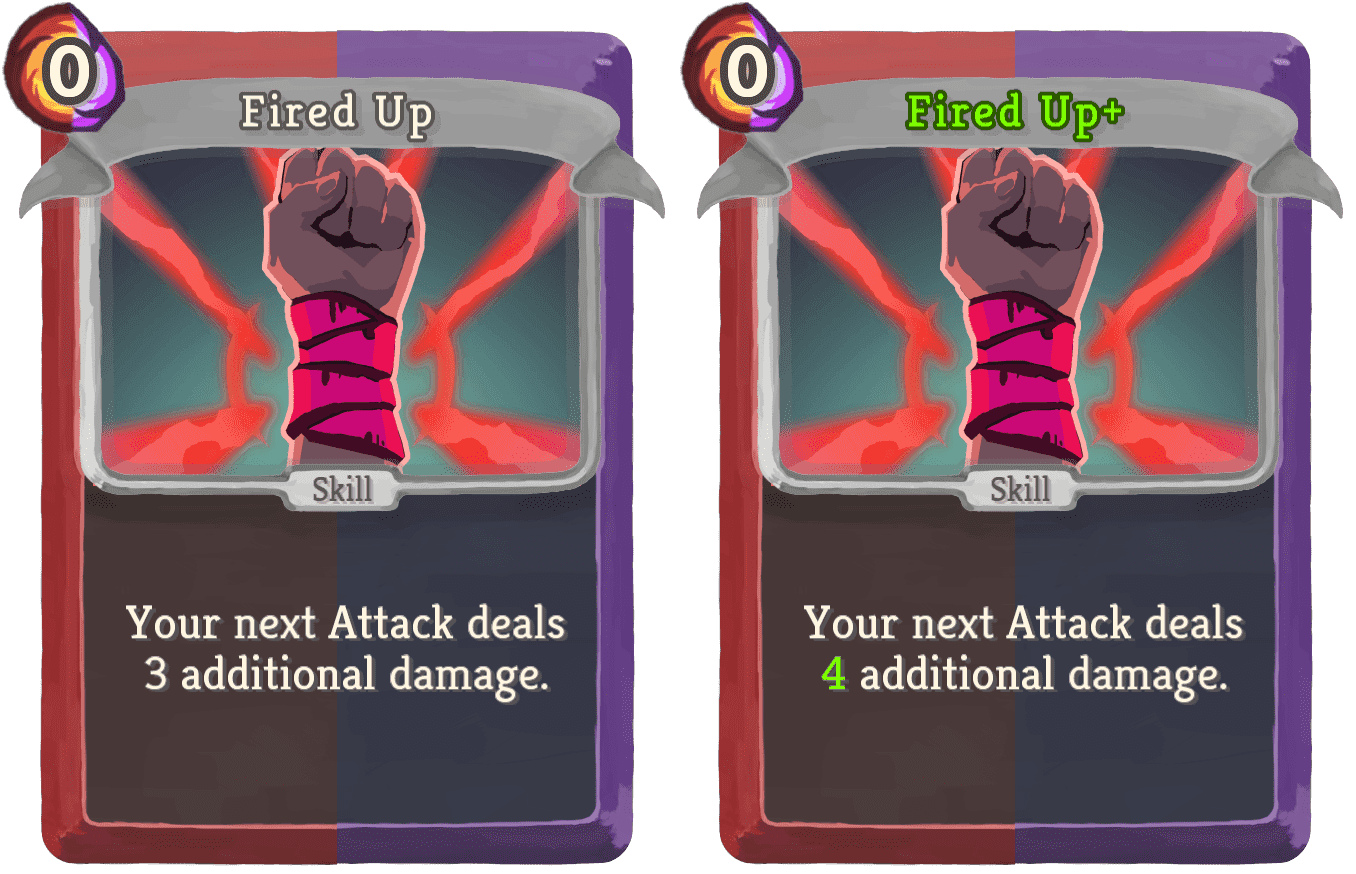 0
Fired Up
Skill
Your next Attack deals
3 additional damage.
0
Fired Up+
Skill
Your next Attack deals
4 additional damage.